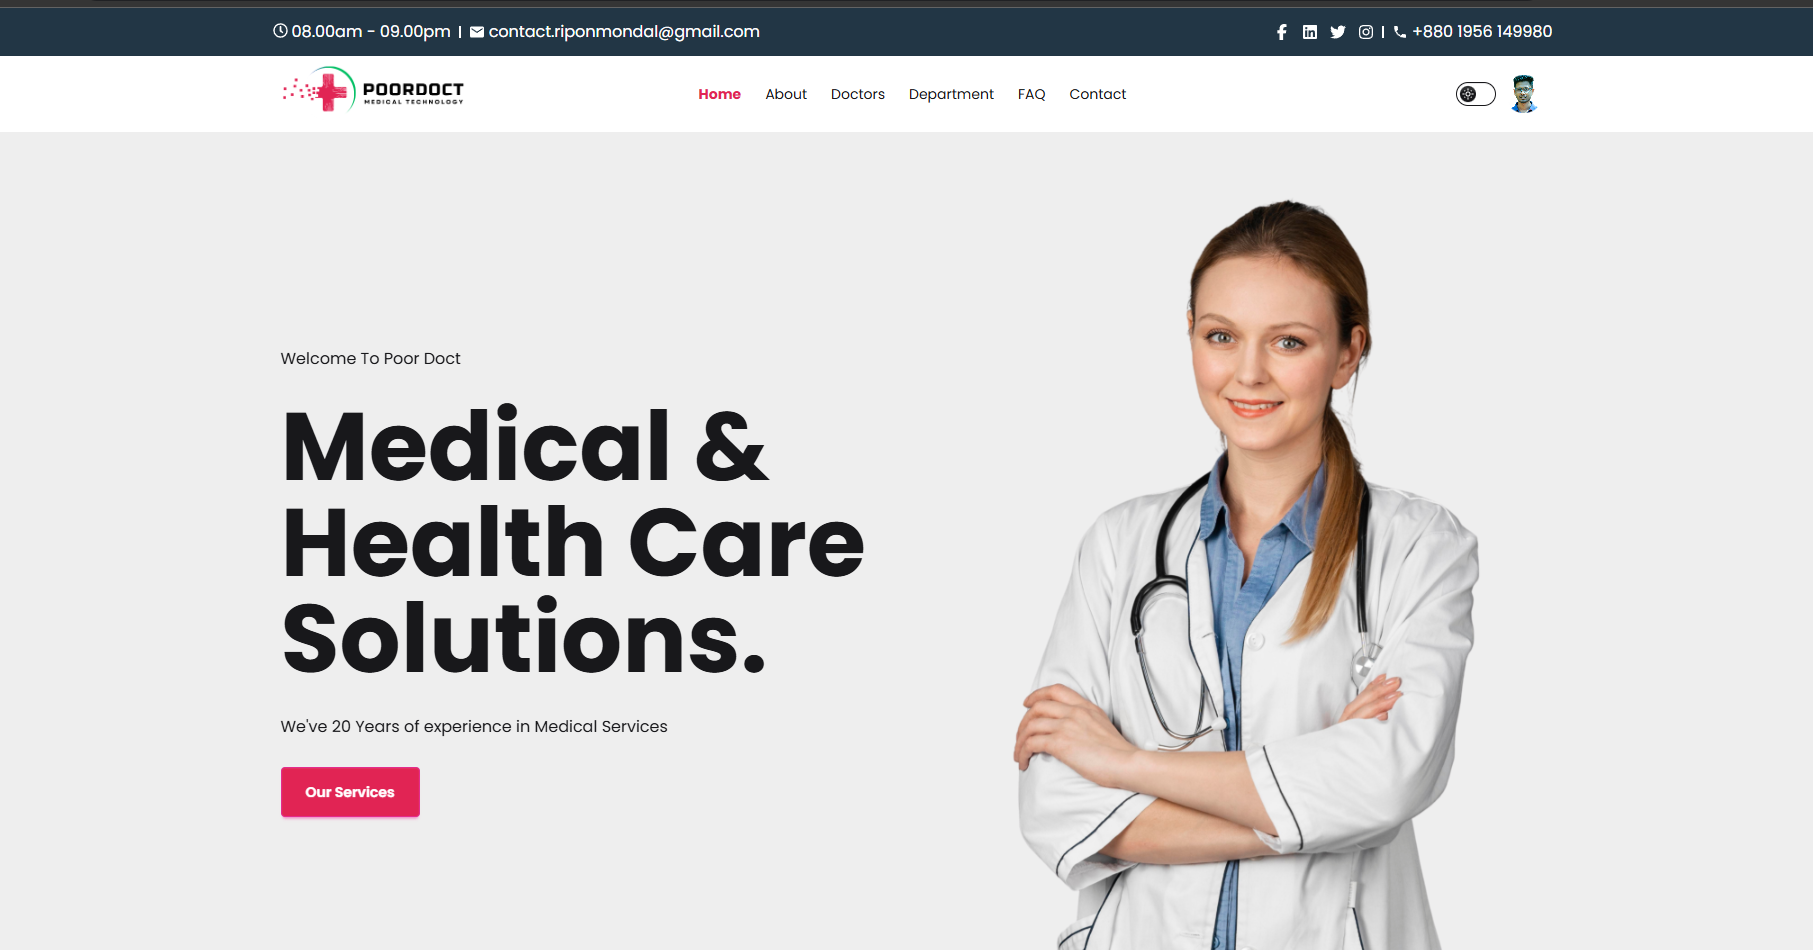 08.00am - 09.00pm | contact.riponmondal@gmail.com
| +880 1956 149980
POORDOCT
MEDICAL TECHNOLOGY
Home About Doctors Department FAQ Contact
Welcome To Poor Doct
Medical &
Health Care
Solutions.
We've 20 Years of experience in Medical Services
Our Services